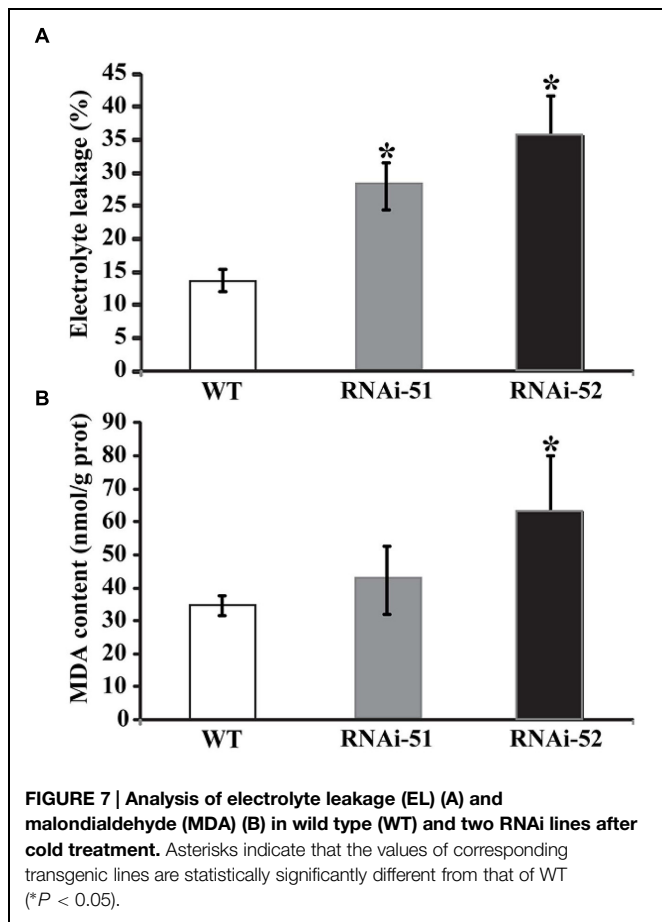 A
Electrolyte leakage (%)
45
40
35
30
25
20
15
10
5
0
*
*
WT
RNAi-51
RNAi-52
B
MDA content (nmol/g prot)
90
80
70
60
50
40
30
20
10
0
*
WT
RNAi-51
RNAi-52
FIGURE 7 | Analysis of electrolyte leakage (EL) (A) and
malondialdehyde (MDA) (B) in wild type (WT) and two RNAi lines after
cold treatment. Asterisks indicate that the values of corresponding
transgenic lines are statistically significantly different from that of WT
(*P < 0.05).